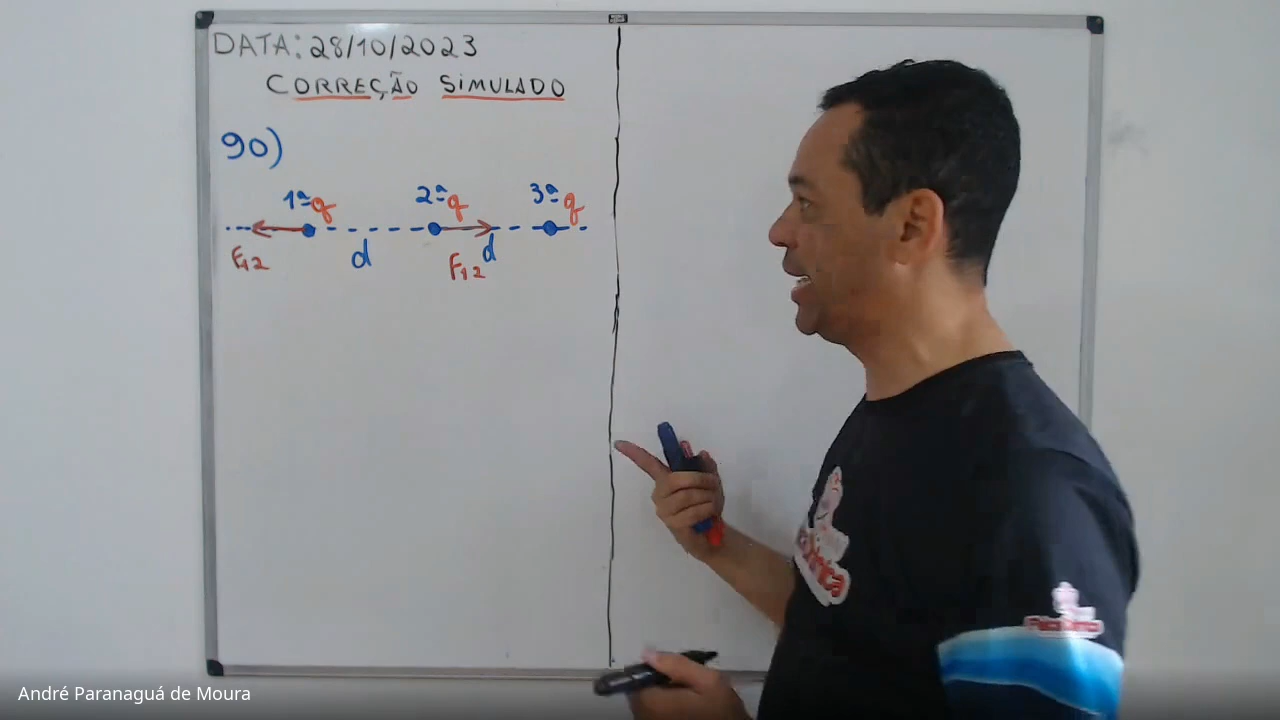 DATA: 28/10/2023
CORREÇÃO SIMULADO
90)
1ª q 2ª q 3ª q
d d
F12 F12
André Paranaguá de Moura